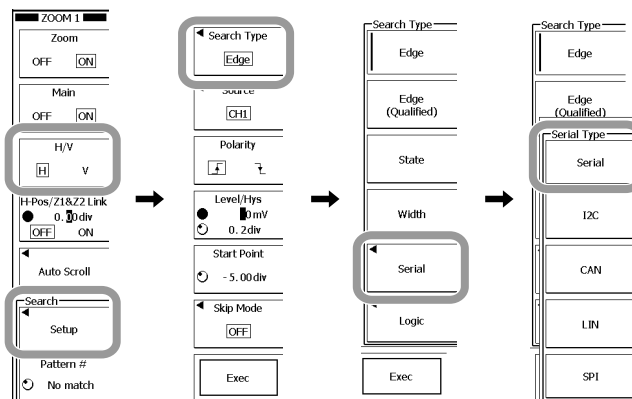 ZOOM 1
Zoom
OFF ON
Main
OFF ON
H/V
H V
H-Pos/Z1&Z2 Link
0.00div
OFF ON
Auto Scroll
Search
Setup
Pattern #
No match
Search Type
Edge
Source
CH1
Polarity
Level/Hys
0mV
0.2div
Start Point
-5.00div
Skip Mode
OFF
Exec
Search Type
Edge
Edge
(Qualified)
State
Width
Serial
Logic
Exec
Search Type
Edge
Edge
(Qualified)
Serial Type
Serial
I2C
CAN
LIN
SPI